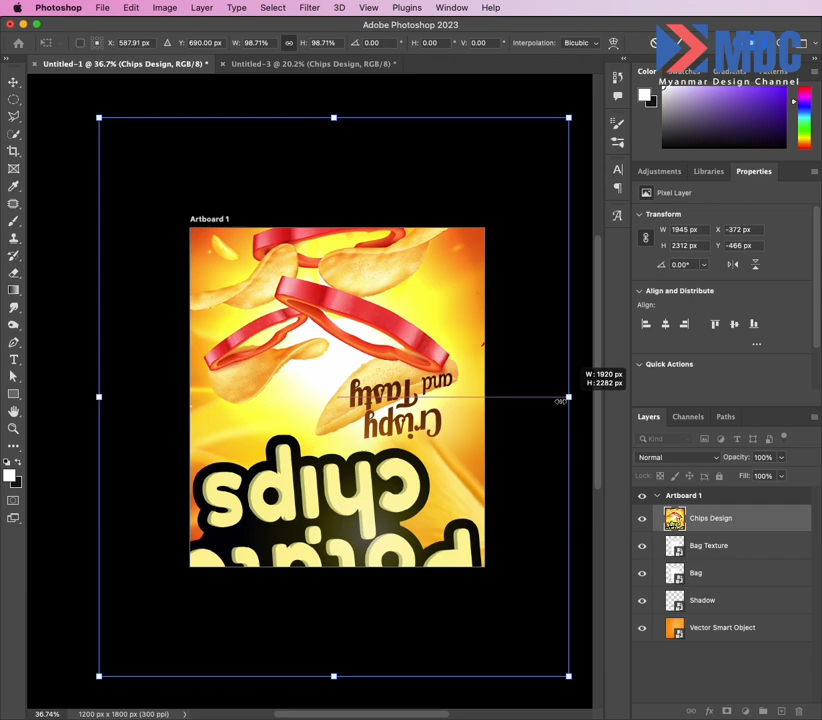 Photoshop File Edit Image Layer Type Select Filter 3D View Plugins Window Help
Adobe Photoshop 2023
X: 587.91 px Y: 690.00 px W: 98.71% H: 98.71% 0.00 ° H: 0.00 ° V: 0.00 ° Interpolation: Bicubic
MDC
Myanmar Design Channel
Untitled-1 @ 36.7% (Chips Design, RGB/8) *
Untitled-3 @ 20.2% (Chips Design, RGB/8) *
Color Swatches Gradients Patterns
Adjustments Libraries Properties
Pixel Layer
Transform
W 1945 px X -372 px
H 2312 px Y -466 px
0.00°
Align and Distribute
Align:
Quick Actions
Artboard 1
W: 1920 px
H: 2282 px
and
Tasty
Crispy
chips
Potato
Layers Channels Paths
Kind
Normal Opacity: 100%
Lock: Fill: 100%
Artboard 1
Chips Design
Bag Texture
Bag
Shadow
Vector Smart Object
36.74% 1200 px x 1800 px (300 ppi)